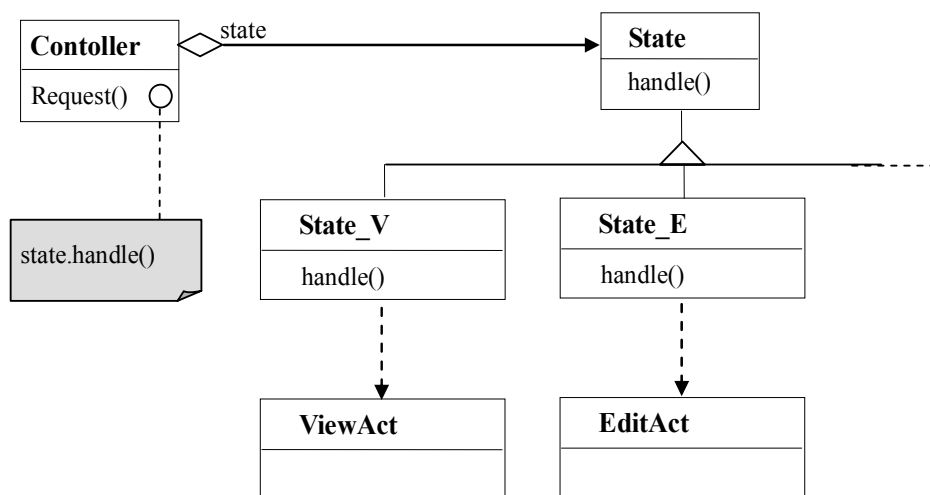 Contoller
Request()
state
State
handle()
state.handle()
State_V
handle()
State_E
handle()
ViewAct
EditAct